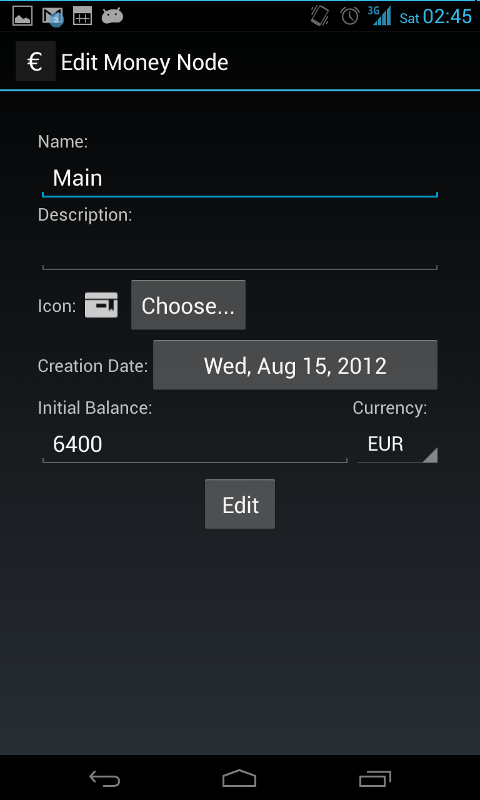 3G Sat 02:45
€ Edit Money Node
Name:
Main
Description:
Icon: Choose...
Creation Date: Wed, Aug 15, 2012
Initial Balance: Currency:
6400 EUR
Edit